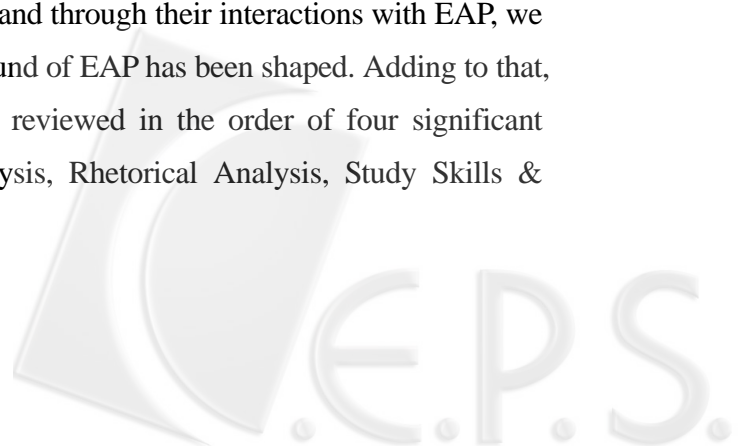 and through their interactions with EAP, we
und of EAP has been shaped. Adding to that,
reviewed in the order of four significant
ysis, Rhetorical Analysis, Study Skills &
C.E.P.S.